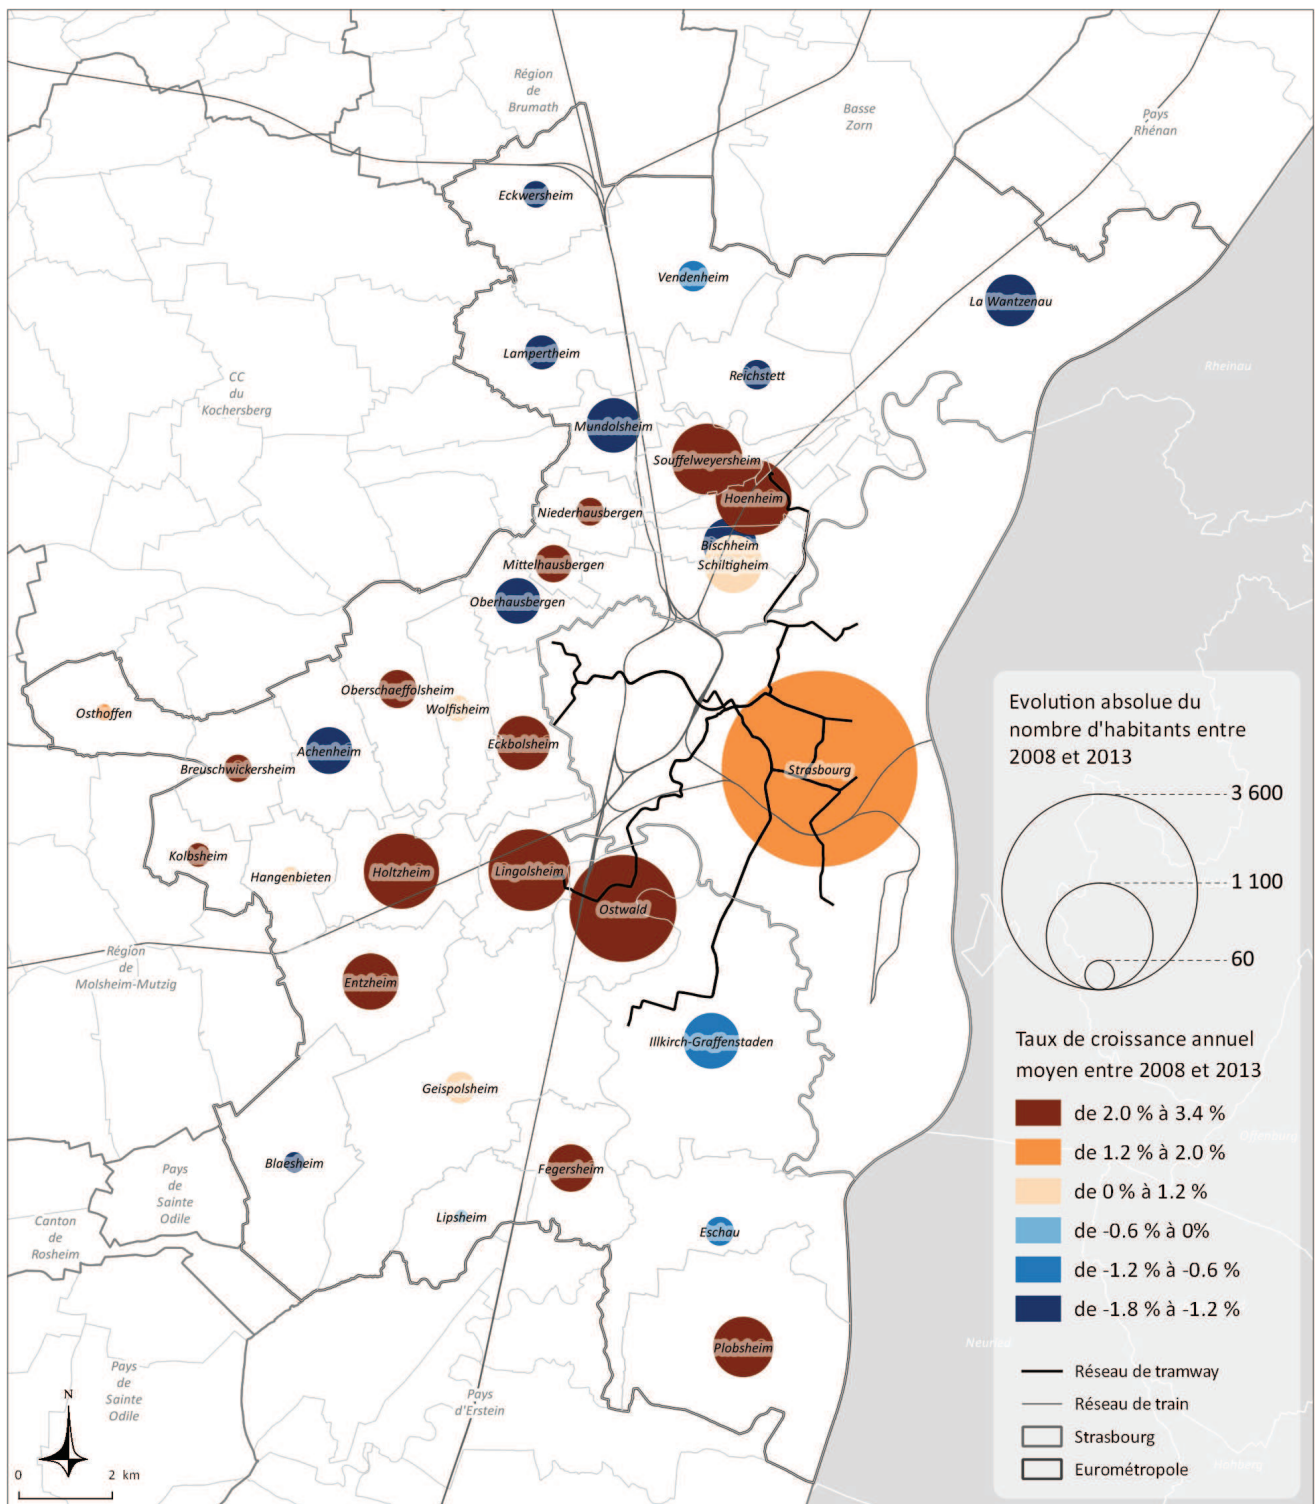 Région
de
Brumath
Basse
Zorn
Pays
Rhénan
Eckwersheim
Vendenheim
La Wantzenau
Lampertheim
Reichstett
Rheinau
CC
du
Kochersberg
Mundolsheim
Souffelweyersheim
Hoenheim
Niederhausbergen
Bischheim
Mittelhausbergen
Schiltigheim
Oberhausbergen
Oberschaeffolsheim
Wolfisheim
Osthoffen
Achenheim
Eckbolsheim
Breuschwickersheim
Strasbourg
Kolbsheim
Hangenbieten
Holtzheim
Lingolsheim
Ostwald
Région
de
Molsheim-Mutzig
Entzheim
Illkirch-Graffenstaden
Geispolsheim
Blaesheim
Fegersheim
Lipsheim
Eschau
Pays
de
Sainte
Odile
Canton
de
Rosheim
Plobsheim
Pays
de
Sainte
Odile
Pays
d'Erstein
N
0 2 km
Evolution absolue du
nombre d'habitants entre
2008 et 2013
3 600
1 100
60
Taux de croissance annuel
moyen entre 2008 et 2013
de 2.0 % à 3.4 %
de 1.2 % à 2.0 %
de 0 % à 1.2 %
de -0.6 % à 0%
de -1.2 % à -0.6 %
de -1.8 % à -1.2 %
Réseau de tramway
Réseau de train
Strasbourg
Eurométropole
Offenburg
Neuried
Hohberg